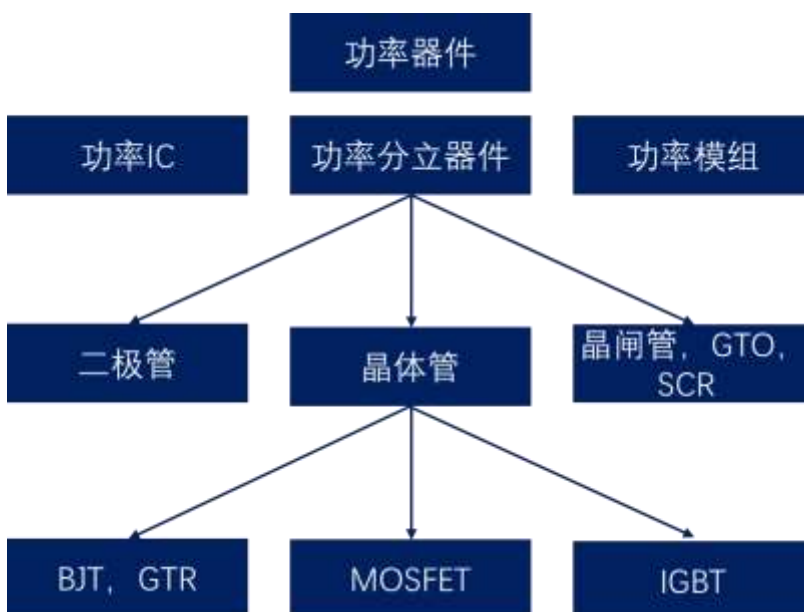 功率器件
功率IC
功率分立器件
功率模组
二极管
晶体管
晶闸管，GTO，
SCR
BJT，GTR
MOSFET
IGBT